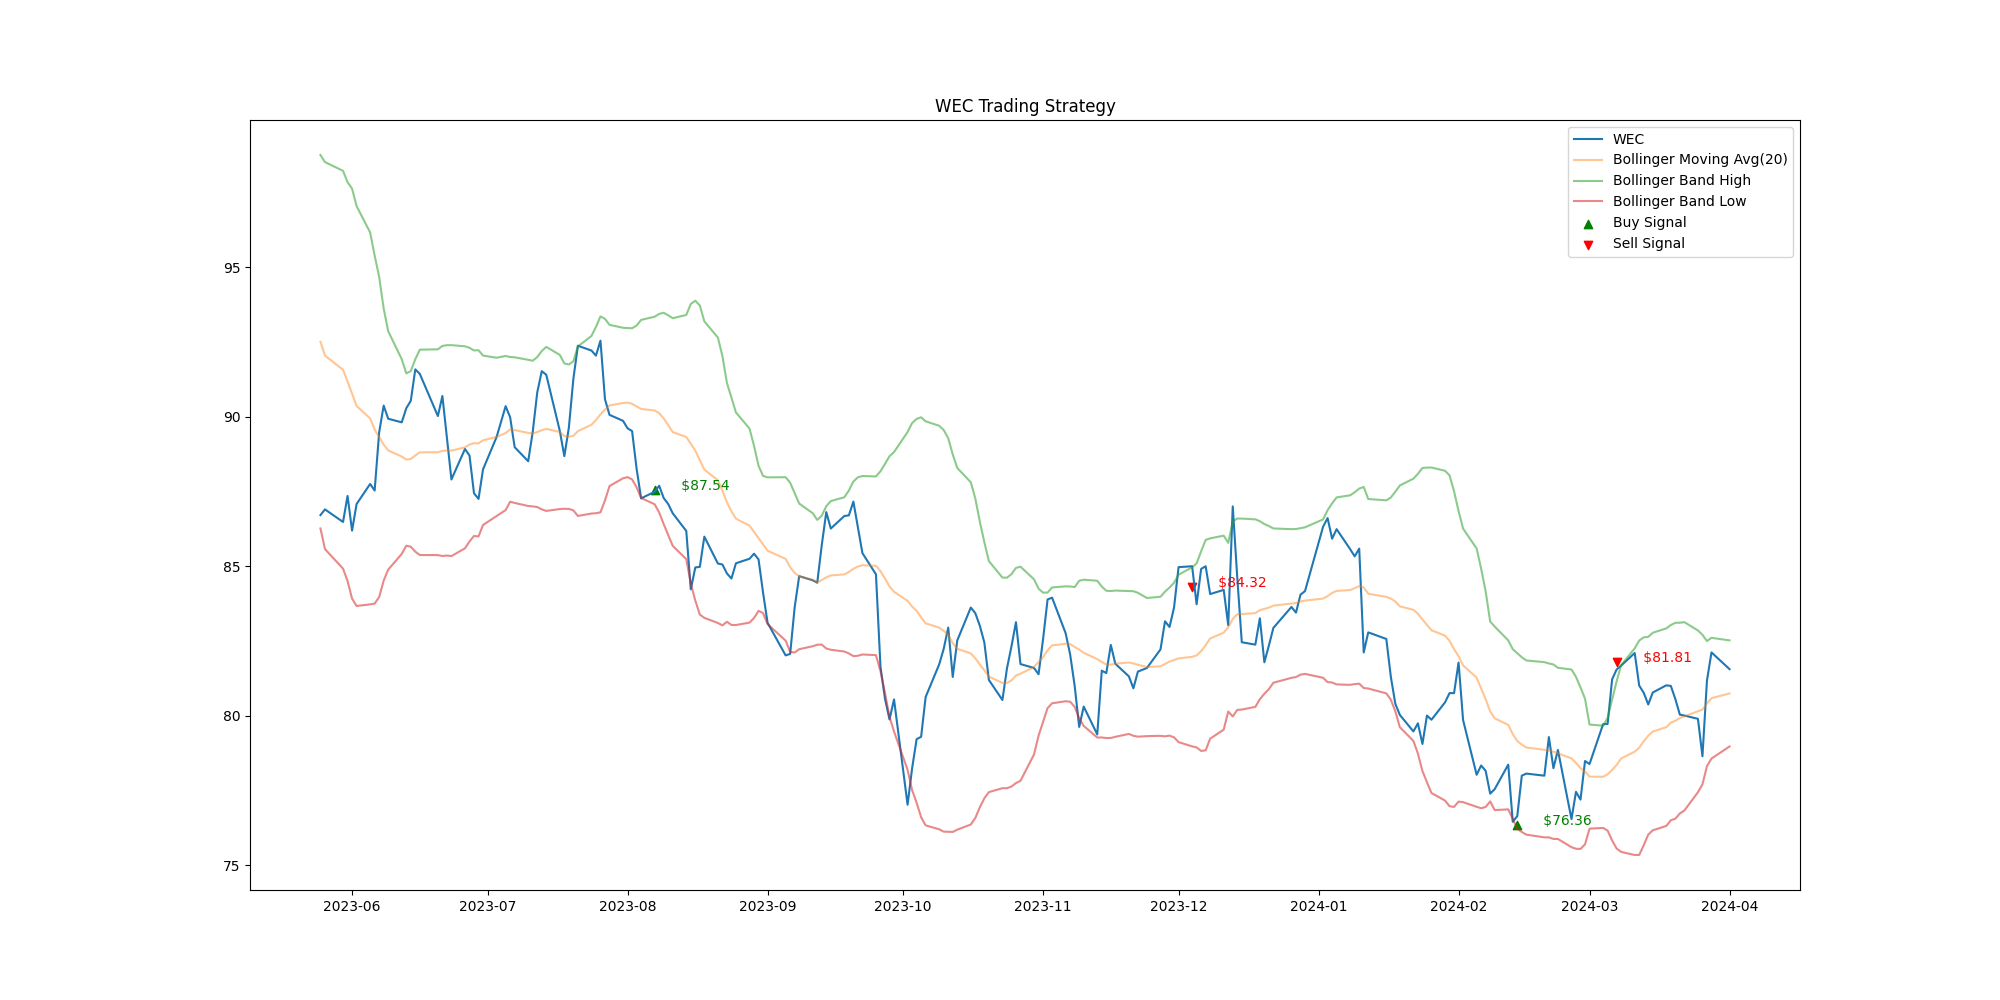 WEC Trading Strategy
WEC
Bollinger Moving Avg(20)
Bollinger Band High
Bollinger Band Low
Buy Signal
Sell Signal
95
90
85
80
75
$87.54
$84.32
$81.81
$76.36
2023-06 2023-07 2023-08 2023-09 2023-10 2023-11 2023-12 2024-01 2024-02 2024-03 2024-04